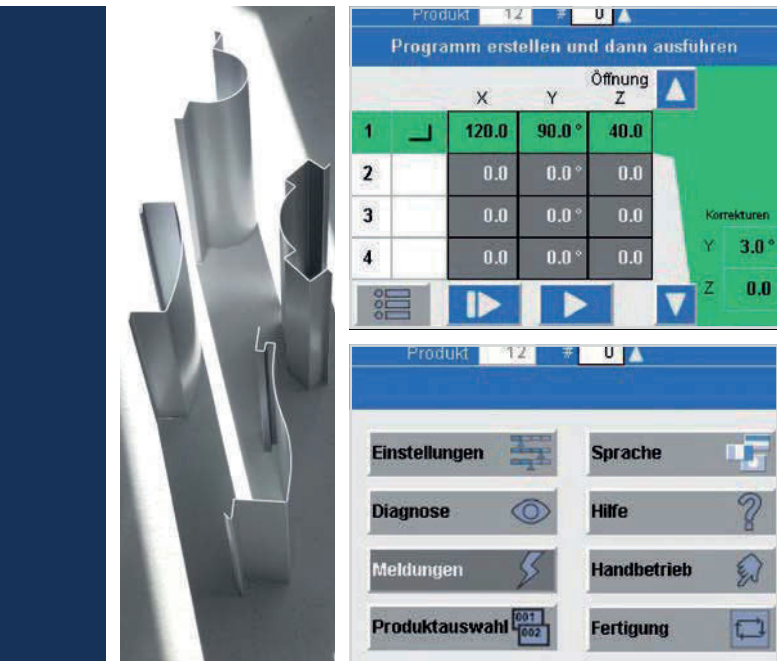 Produkt 12 # 0
Programm erstellen und dann ausführen
Öffnung
X Y Z
1 120.0 90.0° 40.0
2 0.0 0.0° 0.0
3 0.0 0.0° 0.0
4 0.0 0.0° 0.0
Korrekturen
Y 3.0°
Z 0.0
Produkt 12 # 0
Einstellungen Sprache
Diagnose Hilfe
Meldungen Handbetrieb
Produktauswahl 001 002 Fertigung